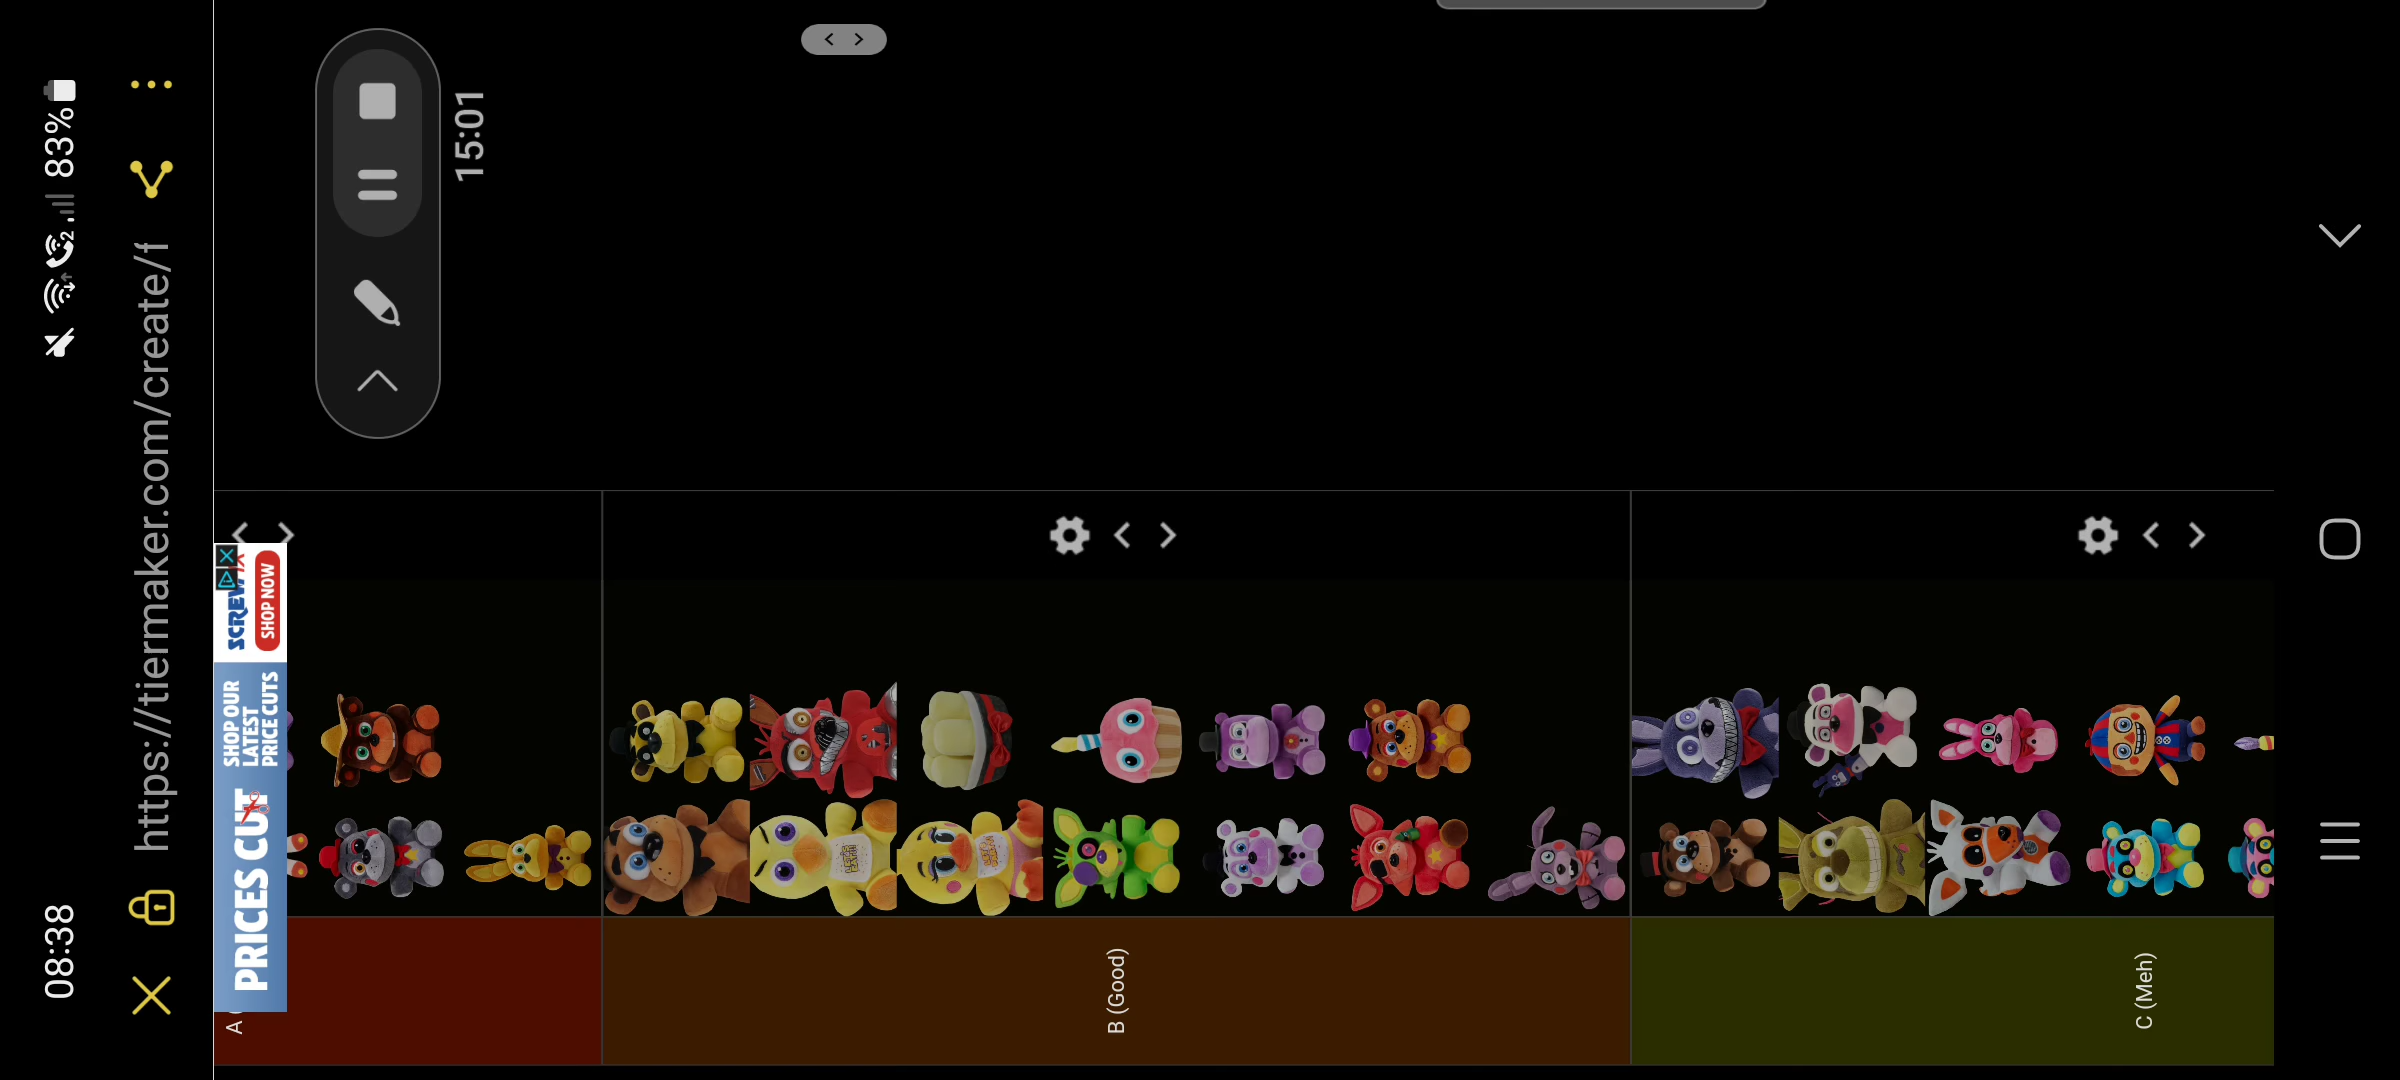 08:38
83%
https://tiermaker.com/create/f
15:01
PRICES CUT
SHOP OUR
LATEST
PRICE CUTS
SHOP NOW
A (
B (Good)
C (Meh)